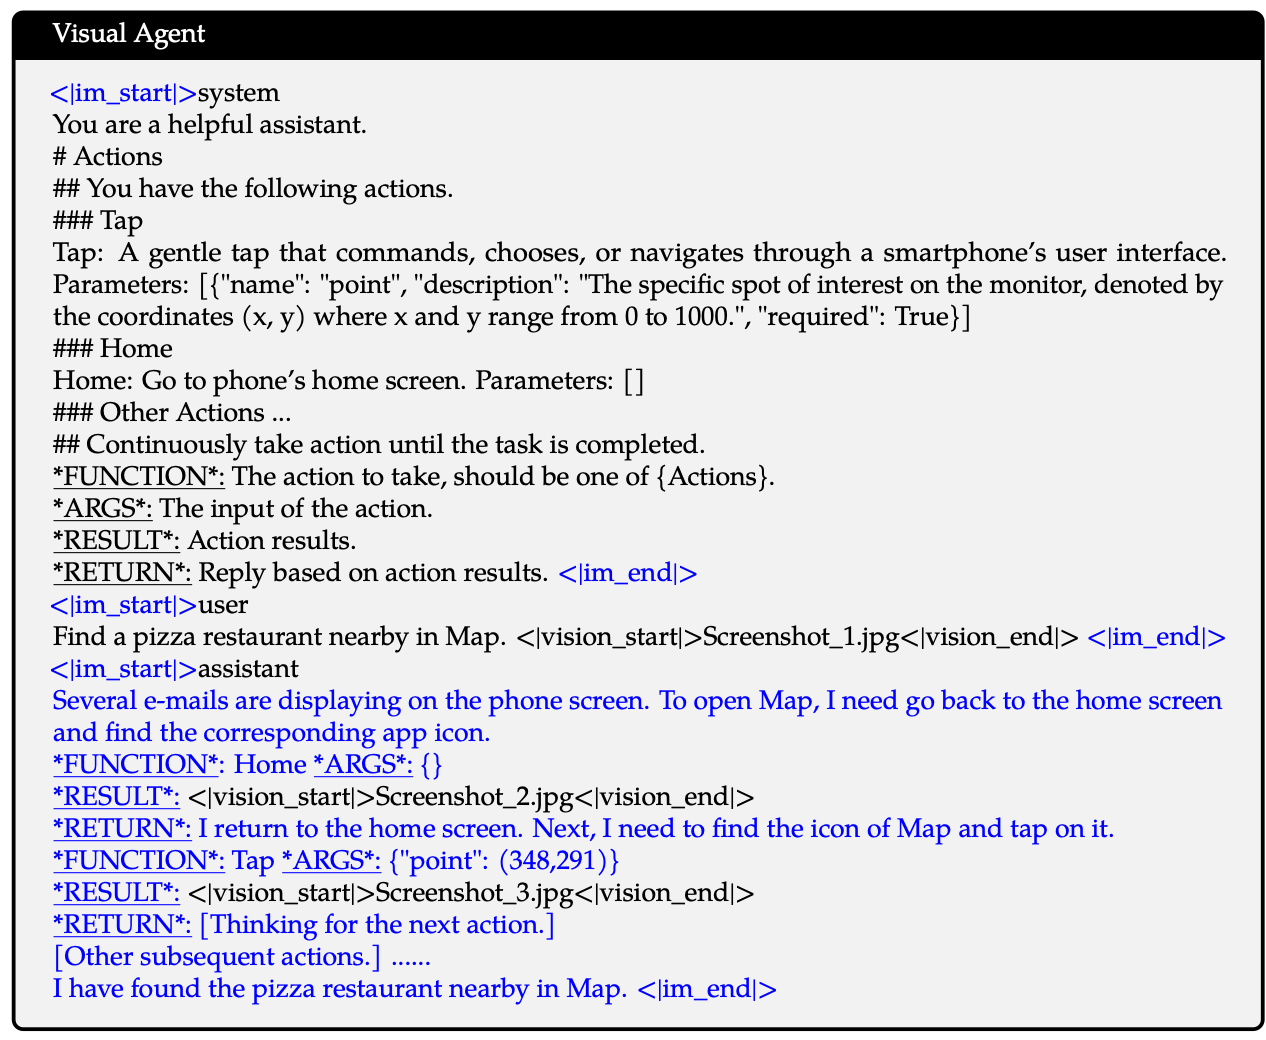 Visual Agent
<|im_start|>system
You are a helpful assistant.
# Actions
## You have the following actions.
### Tap
Tap: A gentle tap that commands, chooses, or navigates through a smartphone’s user interface.
Parameters: [{"name": "point", "description": "The specific spot of interest on the monitor, denoted by
the coordinates (x, y) where x and y range from 0 to 1000.", "required": True}]
### Home
Home: Go to phone’s home screen. Parameters: []
### Other Actions ...
## Continuously take action until the task is completed.
*FUNCTION*: The action to take, should be one of {Actions}.
*ARGS*: The input of the action.
*RESULT*: Action results.
*RETURN*: Reply based on action results. <|im_end|>
<|im_start|>user
Find a pizza restaurant nearby in Map. <|vision_start|>Screenshot_1.jpg<|vision_end|> <|im_end|>
<|im_start|>assistant
Several e-mails are displaying on the phone screen. To open Map, I need go back to the home screen
and find the corresponding app icon.
*FUNCTION*: Home *ARGS*: {}
*RESULT*: <|vision_start|>Screenshot_2.jpg<|vision_end|>
*RETURN*: I return to the home screen. Next, I need to find the icon of Map and tap on it.
*FUNCTION*: Tap *ARGS*: {"point": (348,291)}
*RESULT*: <|vision_start|>Screenshot_3.jpg<|vision_end|>
*RETURN*: [Thinking for the next action.]
[Other subsequent actions.] ......
I have found the pizza restaurant nearby in Map. <|im_end|>